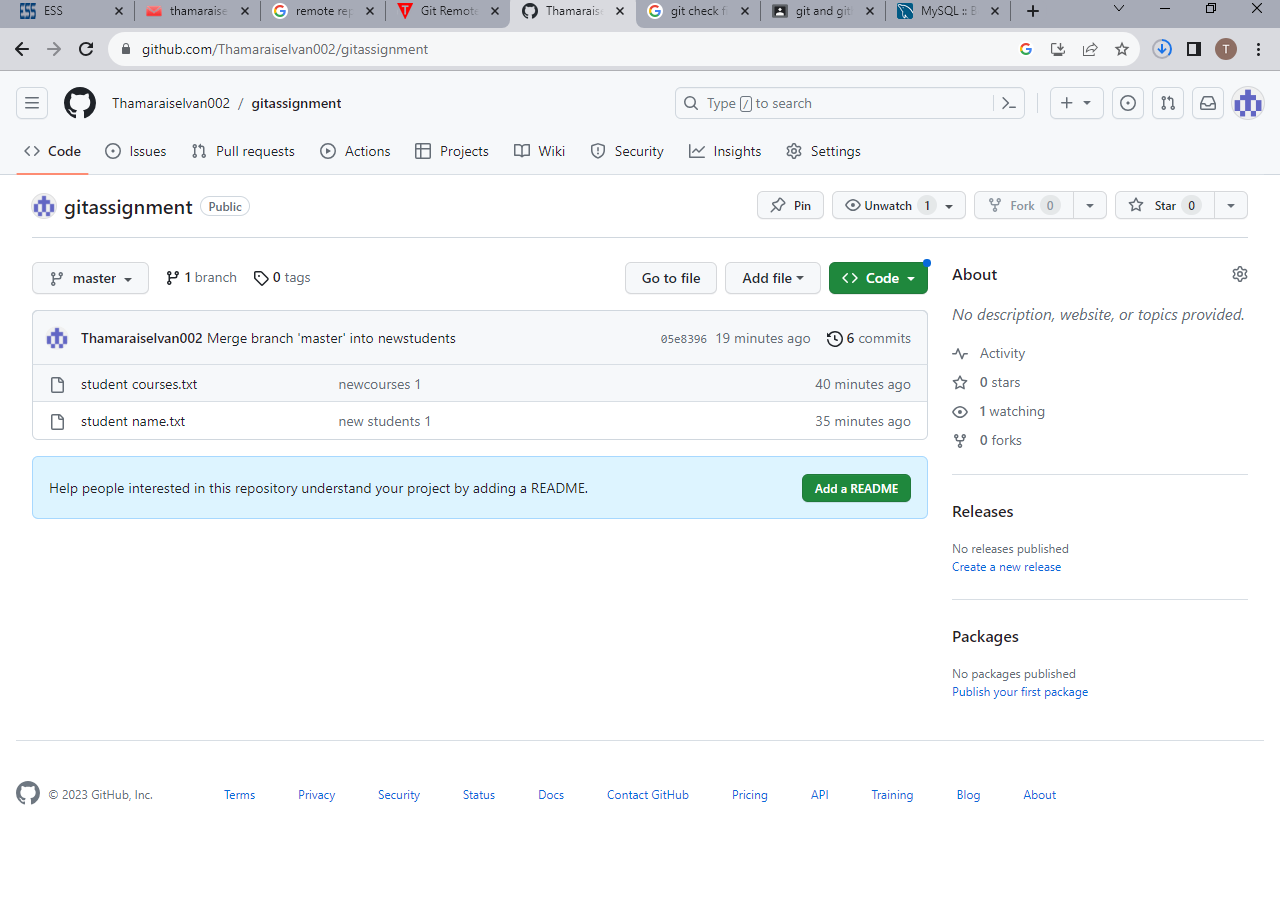 ESS thamaraise remote rep Git Remote Thamaraise git check f git and git MySQL :: B
github.com/Thamaraiselvan002/gitassignment T
Thamaraiselvan002 / gitassignment Type / to search
Code Issues Pull requests Actions Projects Wiki Security Insights Settings
gitassignment Public Pin Unwatch 1 Fork 0 Star 0
master 1 branch 0 tags Go to file Add file Code
Thamaraiselvan002 Merge branch 'master' into newstudents 05e8396 19 minutes ago 6 commits
student courses.txt newcourses 1 40 minutes ago
student name.txt new students 1 35 minutes ago
Help people interested in this repository understand your project by adding a README. Add a README
About
No description, website, or topics provided.
Activity
0 stars
1 watching
0 forks
Releases
No releases published
Create a new release
Packages
No packages published
Publish your first package
© 2023 GitHub, Inc. Terms Privacy Security Status Docs Contact GitHub Pricing API Training Blog About